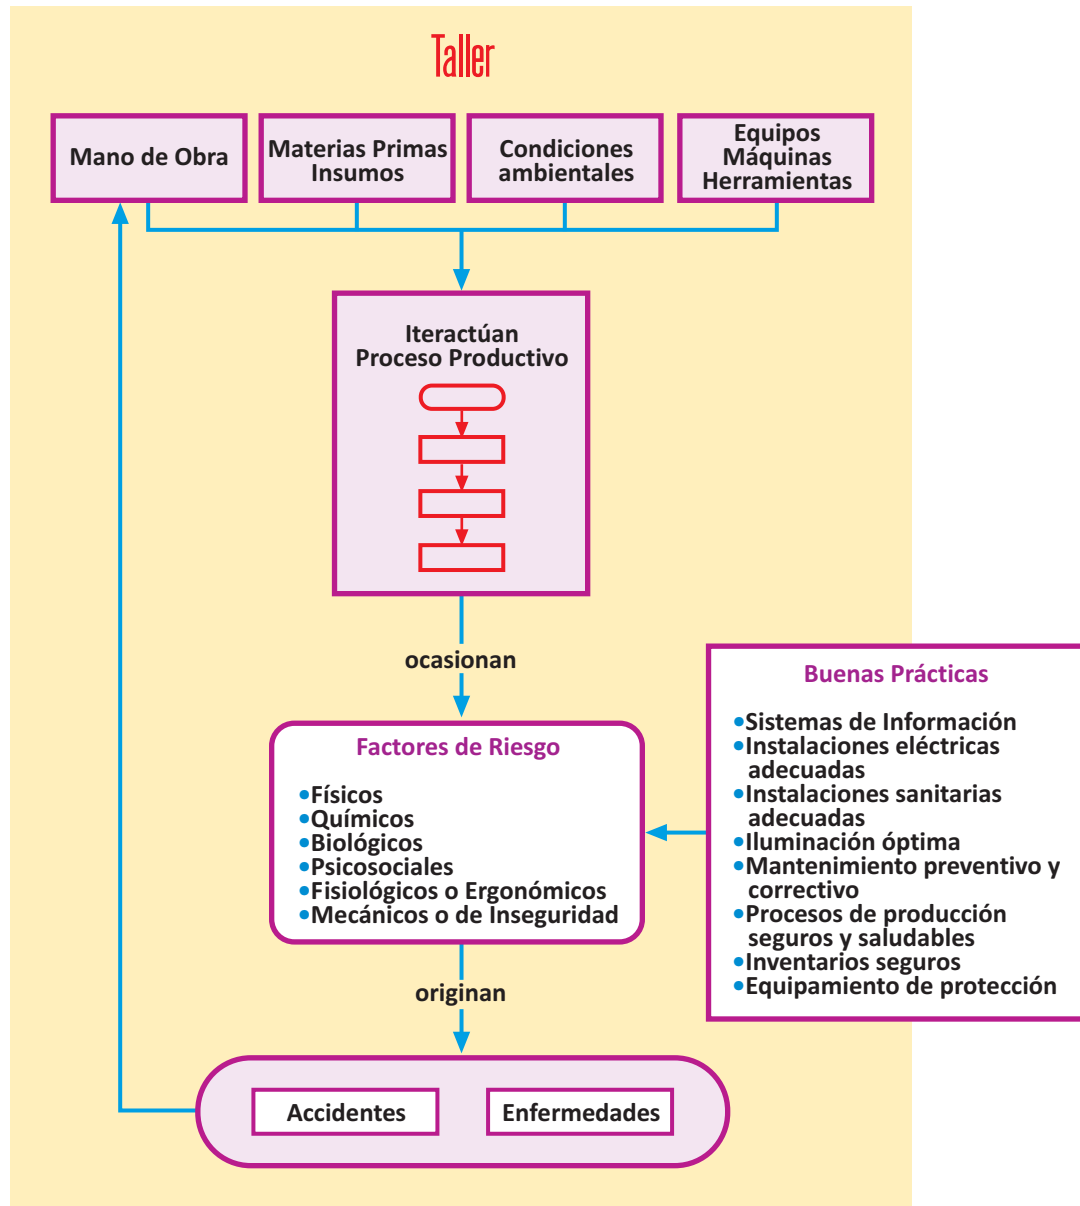 Taller
Mano de Obra
Materias Primas
Insumos
Condiciones
ambientales
Equipos
Máquinas
Herramientas
Iteractúan
Proceso Productivo
ocasionan
Factores de Riesgo
•Físicos
•Químicos
•Biológicos
•Psicosociales
•Fisiológicos o Ergonómicos
•Mecánicos o de Inseguridad
Buenas Prácticas
•Sistemas de Información
•Instalaciones eléctricas
adecuadas
•Instalaciones sanitarias
adecuadas
•Iluminación óptima
•Mantenimiento preventivo y
correctivo
•Procesos de producción
seguros y saludables
•Inventarios seguros
•Equipamiento de protección
originan
Accidentes
Enfermedades